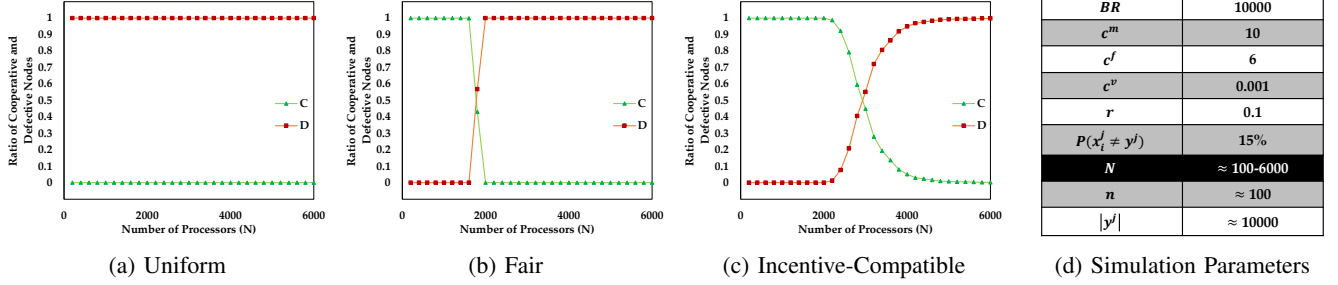 Ratio of Cooperative and
Defective Nodes
1
0.9
0.8
0.7
0.6
0.5
0.4
0.3
0.2
0.1
0
0 2000 4000 6000
Number of Processors (N)
C
D
(a) Uniform
Ratio of Cooperative and
Defective Nodes
1
0.9
0.8
0.7
0.6
0.5
0.4
0.3
0.2
0.1
0
0 2000 4000 6000
Number of Processors (N)
C
D
(b) Fair
Ratio of Cooperative and
Defective Nodes
1
0.9
0.8
0.7
0.6
0.5
0.4
0.3
0.2
0.1
0
0 2000 4000 6000
Number of Processors (N)
C
D
(c) Incentive-Compatible
BR 10000
c^m 10
c^f 6
c^v 0.001
r 0.1
P(x_i^j ≠ y^j) 15%
N ≈ 100-6000
n ≈ 100
|y^j| ≈ 10000
(d) Simulation Parameters